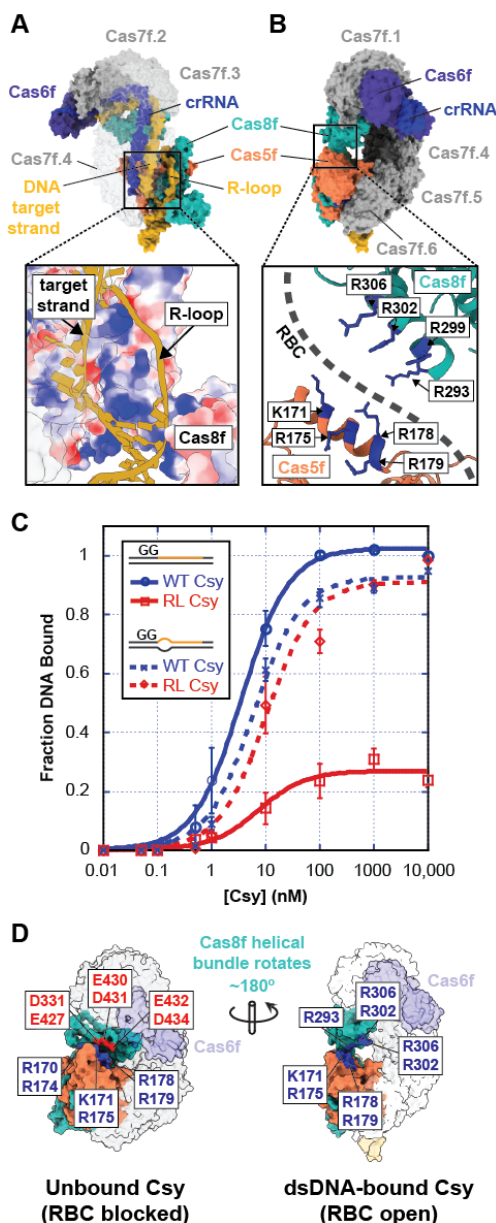 A
Cas7f.2
Cas7f.3
Cas6f
crRNA
Cas8f
Cas7f.4
Cas5f
DNA
target
strand
R-loop
target
strand
R-loop
Cas8f
B
Cas7f.1
Cas6f
crRNA
Cas7f.4
Cas7f.5
Cas7f.6
R306
Cas8f
R302
R299
RBC
R293
K171
R175
R178
Cas5f
R179
C
Fraction DNA Bound
1
0.8
0.6
0.4
0.2
0
GG
WT Csy
RL Csy
GG
WT Csy
RL Csy
0.01
0.1
1
10
100
1000
10,000
[Csy] (nM)
D
Cas8f helical
bundle rotates
~180º
E430
D431
D331
E427
E432
D434
Cas6f
R170
R174
K171
R175
R178
R179
Unbound Csy
(RBC blocked)
R306
R302
Cas6f
R293
R306
R302
K171
R175
R178
R179
dsDNA-bound Csy
(RBC open)